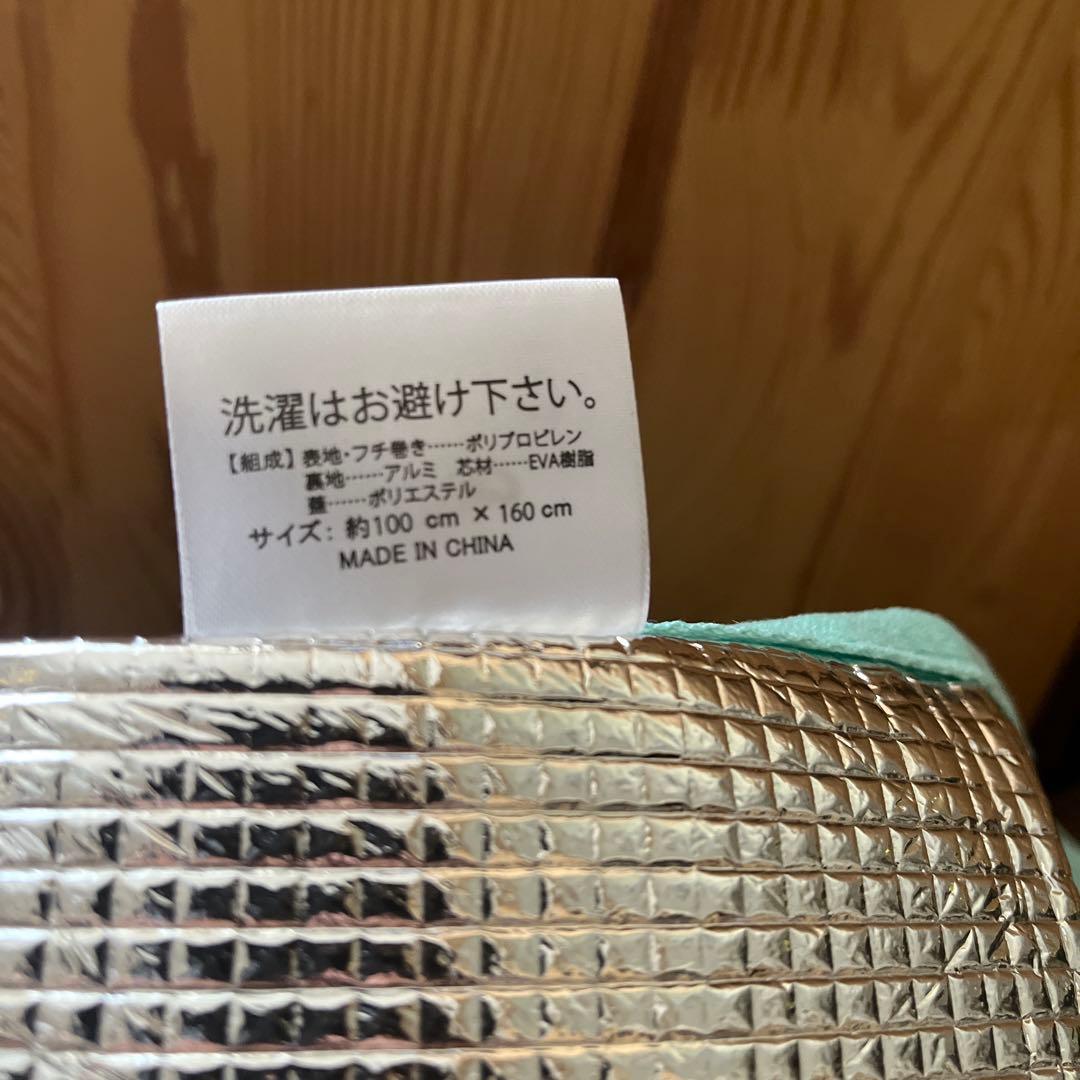 洗濯はお避け下さい。
【組成】表地・フチ巻き……ポリプロピレン
裏地……アルミ 芯材……EVA樹脂
蓋……ポリエステル
サイズ：約100 cm × 160 cm
MADE IN CHINA